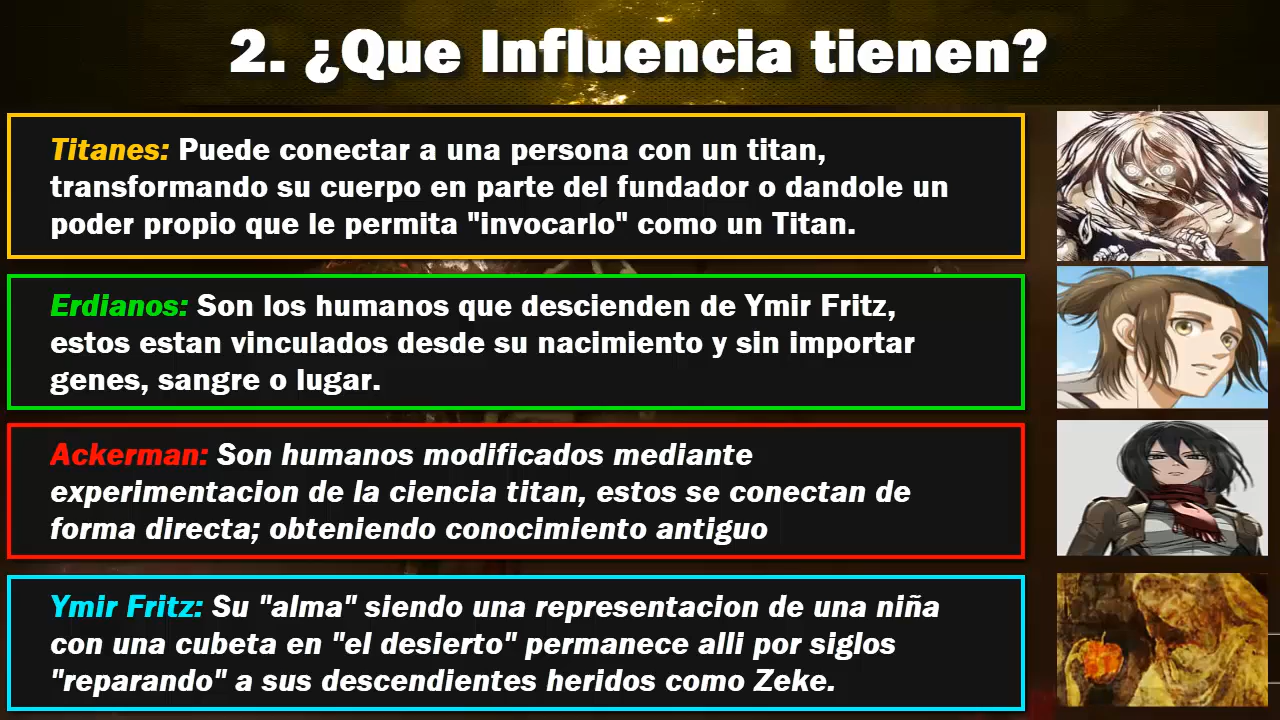 2. ¿Que Influencia tienen?
Titanes: Puede conectar a una persona con un titan,
transformando su cuerpo en parte del fundador o dandole un
poder propio que le permita "invocarlo" como un Titan.
Erdianos: Son los humanos que descienden de Ymir Fritz,
estos estan vinculados desde su nacimiento y sin importar
genes, sangre o lugar.
Ackerman: Son humanos modificados mediante
experimentacion de la ciencia titan, estos se conectan de
forma directa; obteniendo conocimiento antiguo
Ymir Fritz: Su "alma" siendo una representacion de una niña
con una cubeta en "el desierto" permanece alli por siglos
"reparando" a sus descendientes heridos como Zeke.